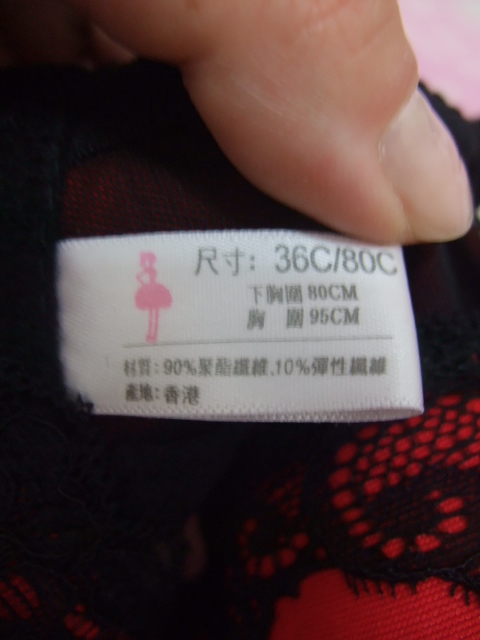 尺寸: 36C/80C
下胸圍 80CM
胸 圍 95CM
材質: 90%聚酯纖維,10%彈性纖維
產地: 香港